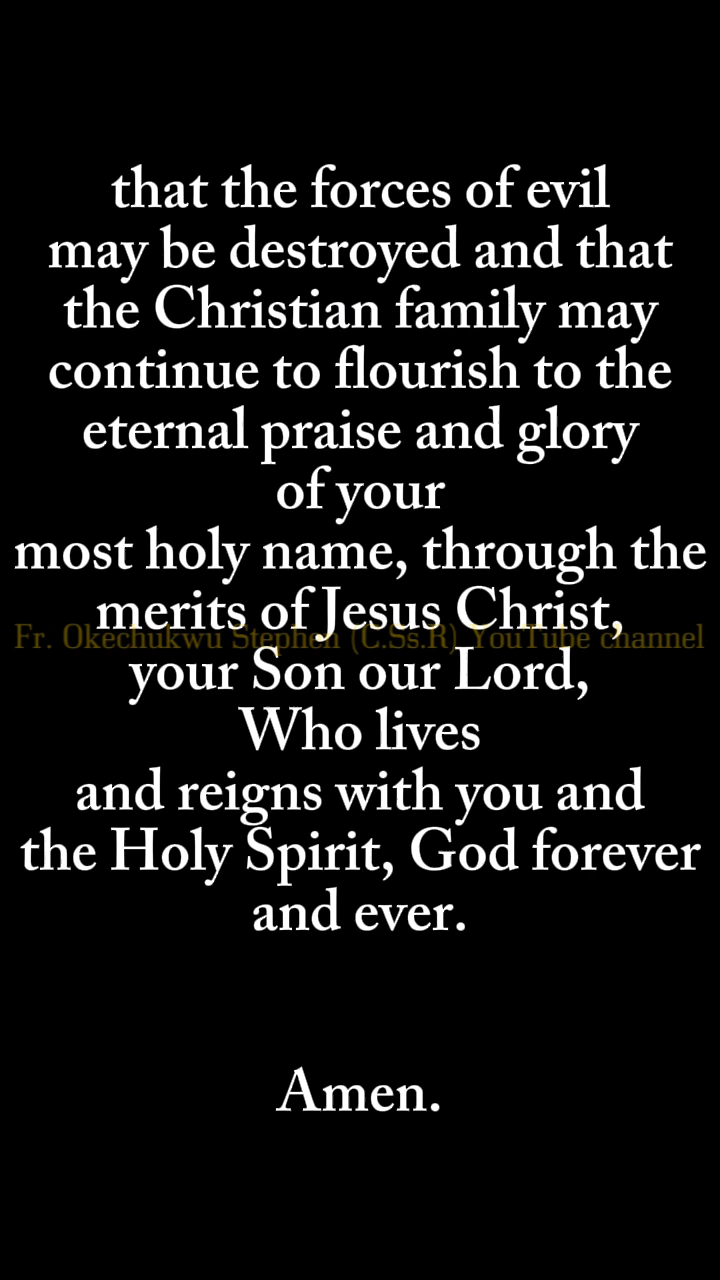 that the forces of evil
may be destroyed and that
the Christian family may
continue to flourish to the
eternal praise and glory
of your
most holy name, through the
merits of Jesus Christ,
Fr. Okechukwu Stephen (C.Ss.R) YouTube channel
your Son our Lord,
Who lives
and reigns with you and
the Holy Spirit, God forever
and ever.
Amen.